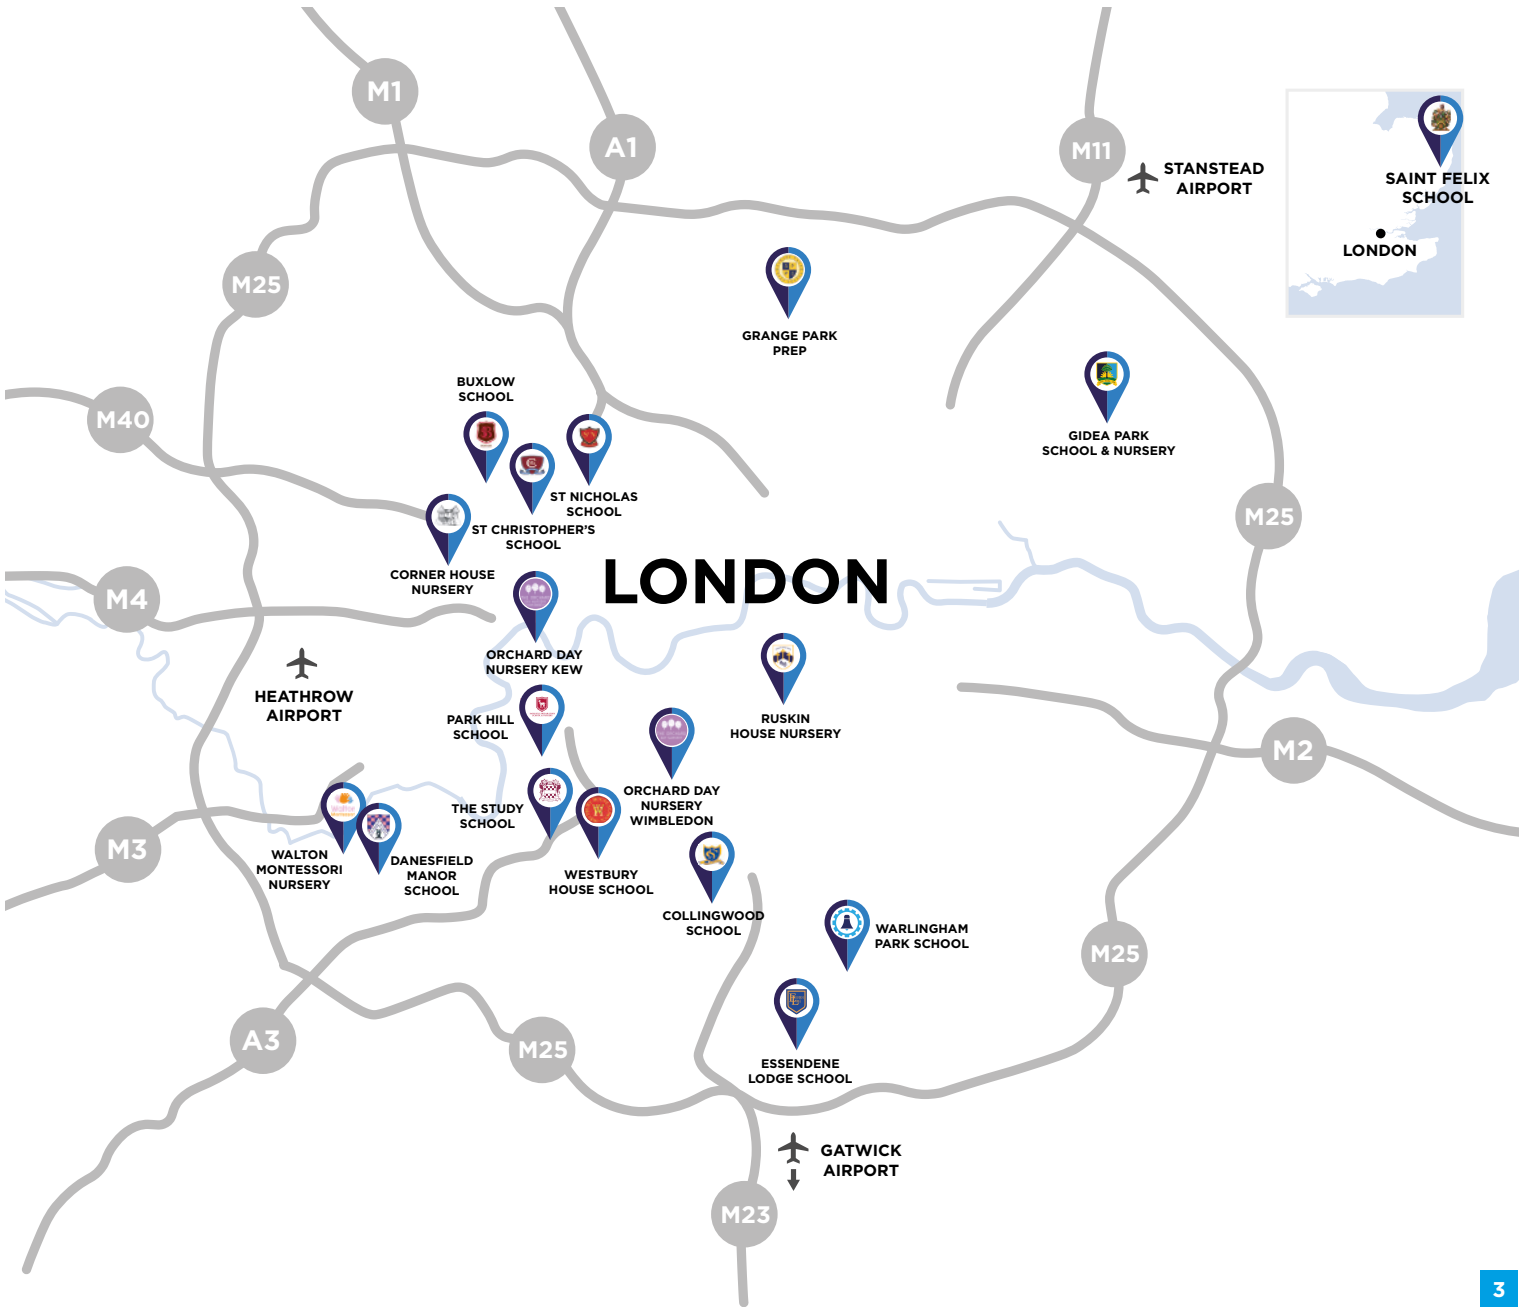 M1
A1
M11
STANSTEAD
AIRPORT
SAINT FELIX
SCHOOL
LONDON
M25
GRANGE PARK
PREP
BUXLOW
SCHOOL
M40
GIDEA PARK
SCHOOL & NURSERY
ST NICHOLAS
SCHOOL
M25
ST CHRISTOPHER'S
SCHOOL
CORNER HOUSE
NURSERY
LONDON
M4
ORCHARD DAY
NURSERY KEW
HEATHROW
AIRPORT
PARK HILL
SCHOOL
RUSKIN
HOUSE NURSERY
M2
ORCHARD DAY
NURSERY
WIMBLEDON
THE STUDY
SCHOOL
M3
WALTON
MONTESSORI
NURSERY
DANESFIELD
MANOR
SCHOOL
WESTBURY
HOUSE SCHOOL
COLLINGWOOD
SCHOOL
WARLINGHAM
PARK SCHOOL
M25
A3
M25
ESSENDENE
LODGE SCHOOL
GATWICK
AIRPORT
M23
3